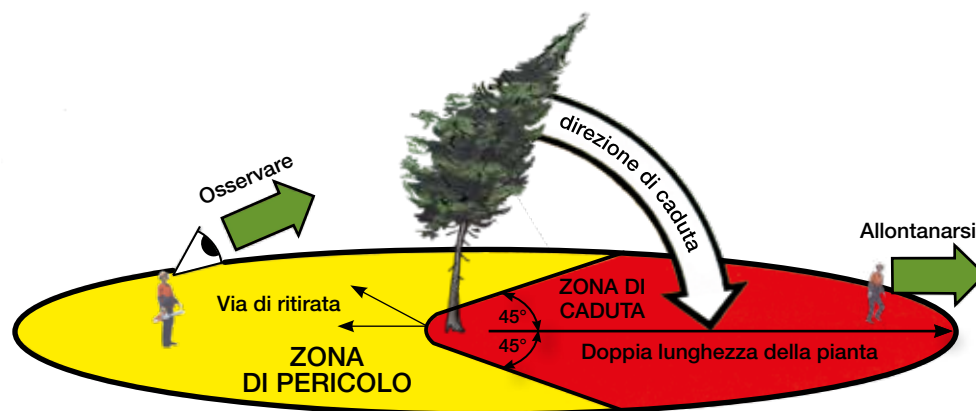 Osservare
direzione di caduta
Allontanarsi
Via di ritirata
ZONA DI
CADUTA
45°
45°
ZONA
DI PERICOLO
Doppia lunghezza della pianta